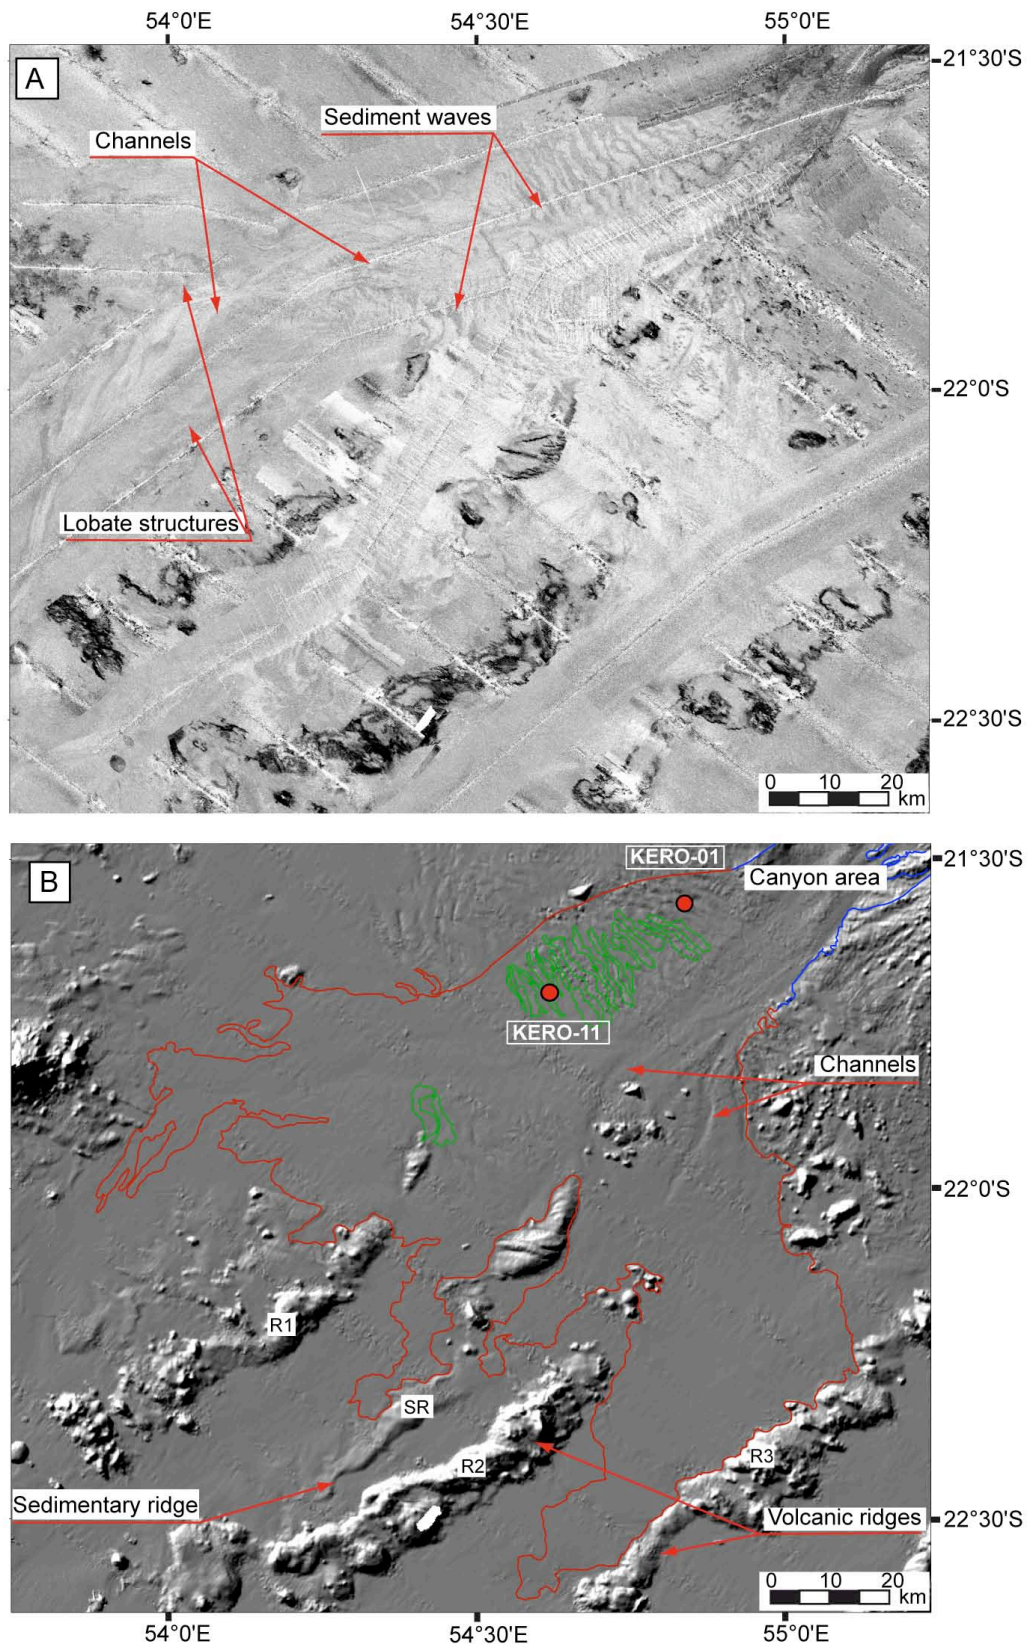 54°0'E 54°30'E 55°0'E
A
21°30'S
Sediment waves
Channels
22°0'S
Lobate structures
22°30'S
0 10 20
km
B
KERO-01
21°30'S
Canyon area
KERO-11
Channels
22°0'S
R1
SR
R3
R2
Sedimentary ridge
Volcanic ridges
22°30'S
0 10 20
km
54°0'E 54°30'E 55°0'E